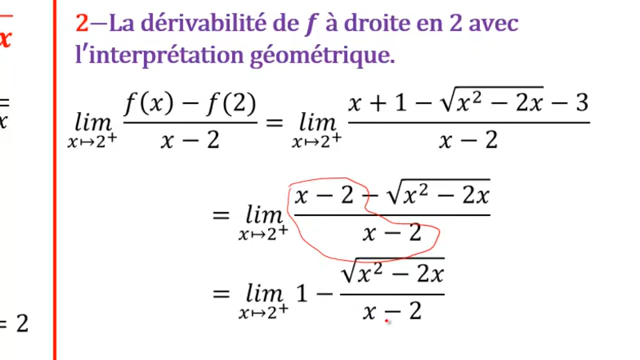 x
2–La dérivabilité de f à droite en 2 avec
l'interprétation géométrique.
lim x↦2⁺ (f(x) − f(2))/(x − 2) = lim x↦2⁺ (x + 1 − √(x² − 2x) − 3)/(x − 2)
x
= lim x↦2⁺ (x − 2 − √(x² − 2x))/(x − 2)
= lim x↦2⁺ 1 − √(x² − 2x)/(x − 2)
= 2